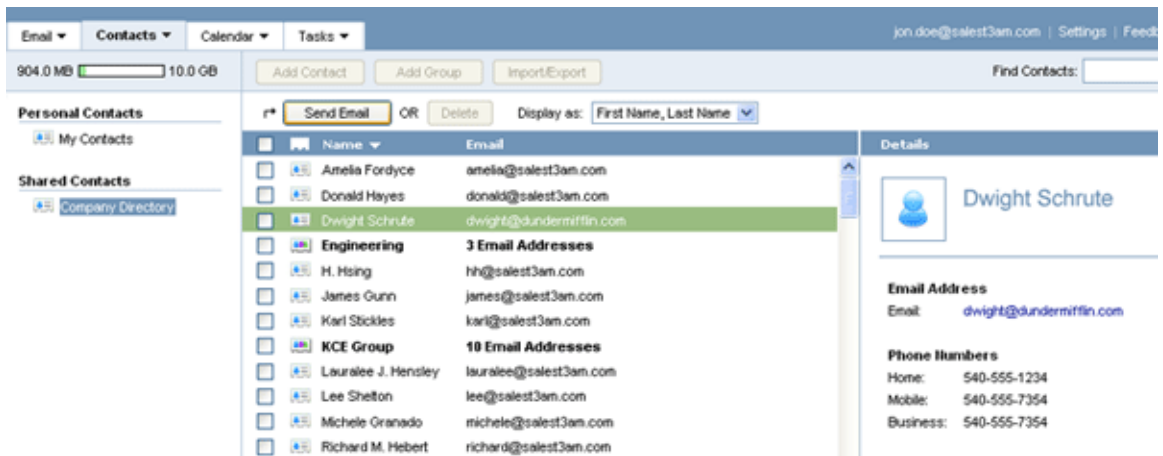 Email Contacts Calendar Tasks jon.doe@salest3am.com | Settings | Feedb
904.0 MB 10.0 GB Add Contact Add Group Import/Export Find Contacts:
Personal Contacts
My Contacts
Shared Contacts
Company Directory
Send Email OR Delete Display as: First Name, Last Name
Name Email
Amelia Fordyce amelia@salest3am.com
Donald Hayes donald@salest3am.com
Dwight Schrute dwight@dundermifflin.com
Engineering 3 Email Addresses
H. Hsing hh@salest3am.com
James Gunn james@salest3am.com
Karl Stickles karl@salest3am.com
KCE Group 10 Email Addresses
Lauralee J. Hensley lauralee@salest3am.com
Lee Shelton lee@salest3am.com
Michele Granado michele@salest3am.com
Richard M. Hebert richard@salest3am.com
Details
Dwight Schrute
Email Address
Email: dwight@dundermifflin.com
Phone Numbers
Home: 540-555-1234
Mobile: 540-555-7354
Business: 540-555-7354